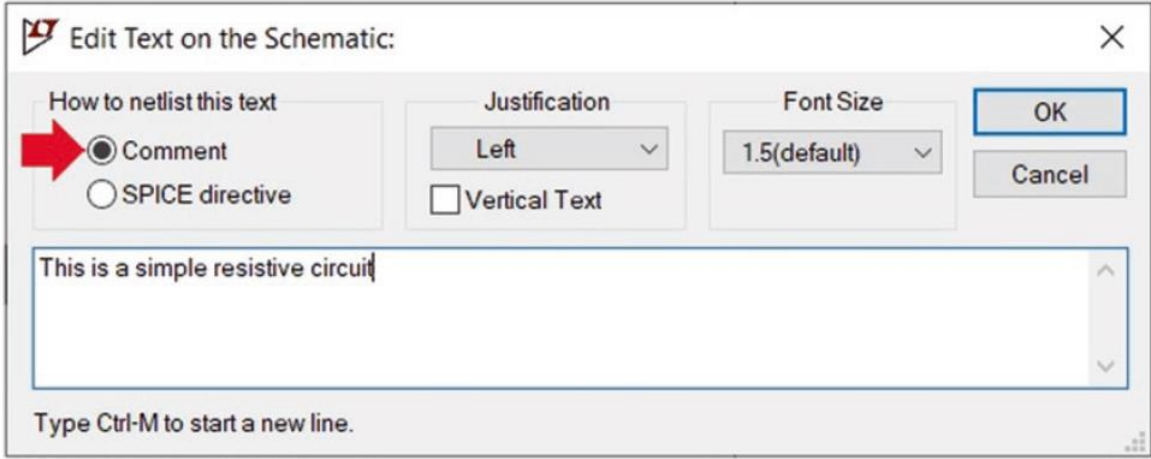 Edit Text on the Schematic:
How to netlist this text
Comment
SPICE directive
Justification
Left
Vertical Text
Font Size
1.5(default)
OK
Cancel
This is a simple resistive circuit
Type Ctrl-M to start a new line.